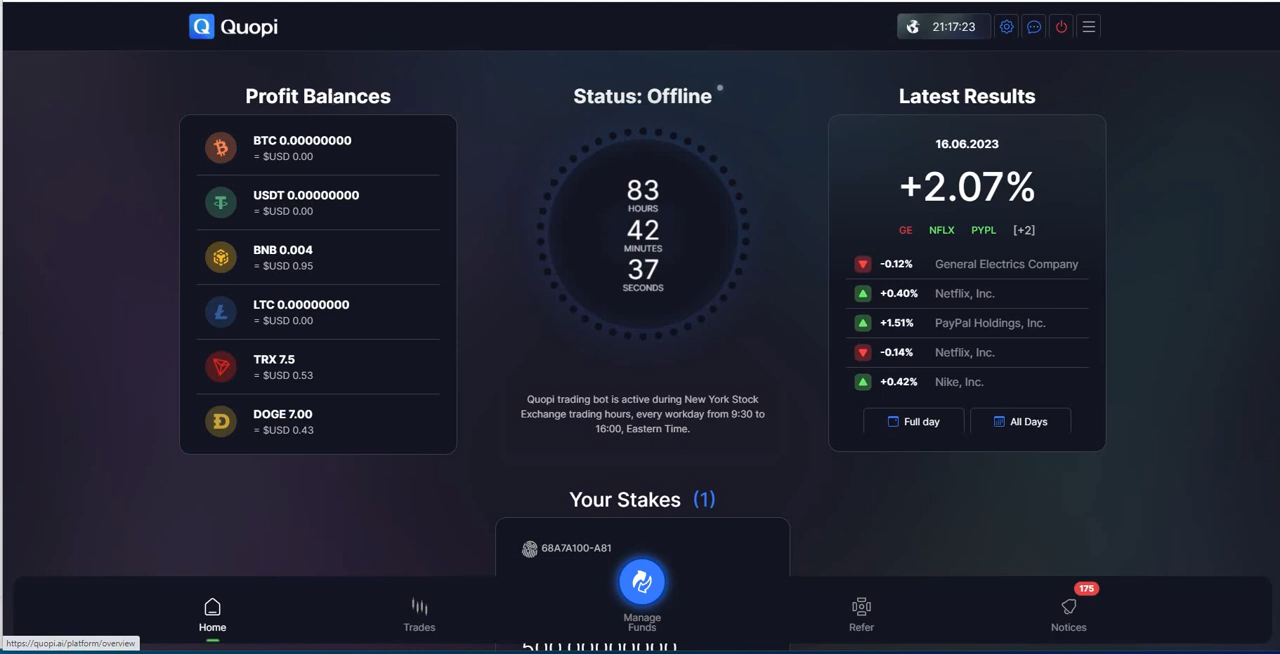 Quopi
21:17:23
Profit Balances
BTC 0.00000000
= $USD 0.00
USDT 0.00000000
= $USD 0.00
BNB 0.004
= $USD 0.95
LTC 0.00000000
= $USD 0.00
TRX 7.5
= $USD 0.53
DOGE 7.00
= $USD 0.43
Status: Offline
83
HOURS
42
MINUTES
37
SECONDS
Quopi trading bot is active during New York Stock
Exchange trading hours, every workday from 9:30 to
16:00, Eastern Time.
Latest Results
16.06.2023
+2.07%
GE NFLX PYPL [+2]
-0.12% General Electrics Company
+0.40% Netflix, Inc.
+1.51% PayPal Holdings, Inc.
-0.14% Netflix, Inc.
+0.42% Nike, Inc.
Full day All Days
Your Stakes (1)
68A7A100-A81
Home
Trades
Manage
Funds
Refer
175
Notices
https://quopi.ai/platform/overview